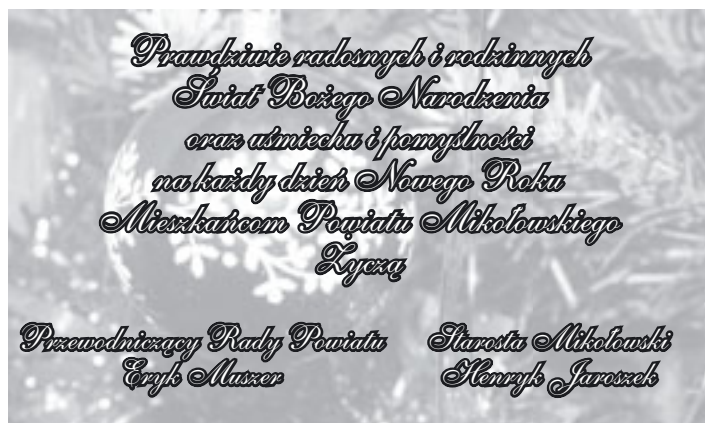 Prawdziwie radosnych i rodzinnych
Świąt Bożego Narodzenia
oraz uśmiechu i pomyślności
na każdy dzień Nowego Roku
Mieszkańcom Powiatu Mikołowskiego
Życzą
Przewodniczący Rady Powiatu
Eryk Muszer
Starosta Mikołowski
Henryk Jaroszek